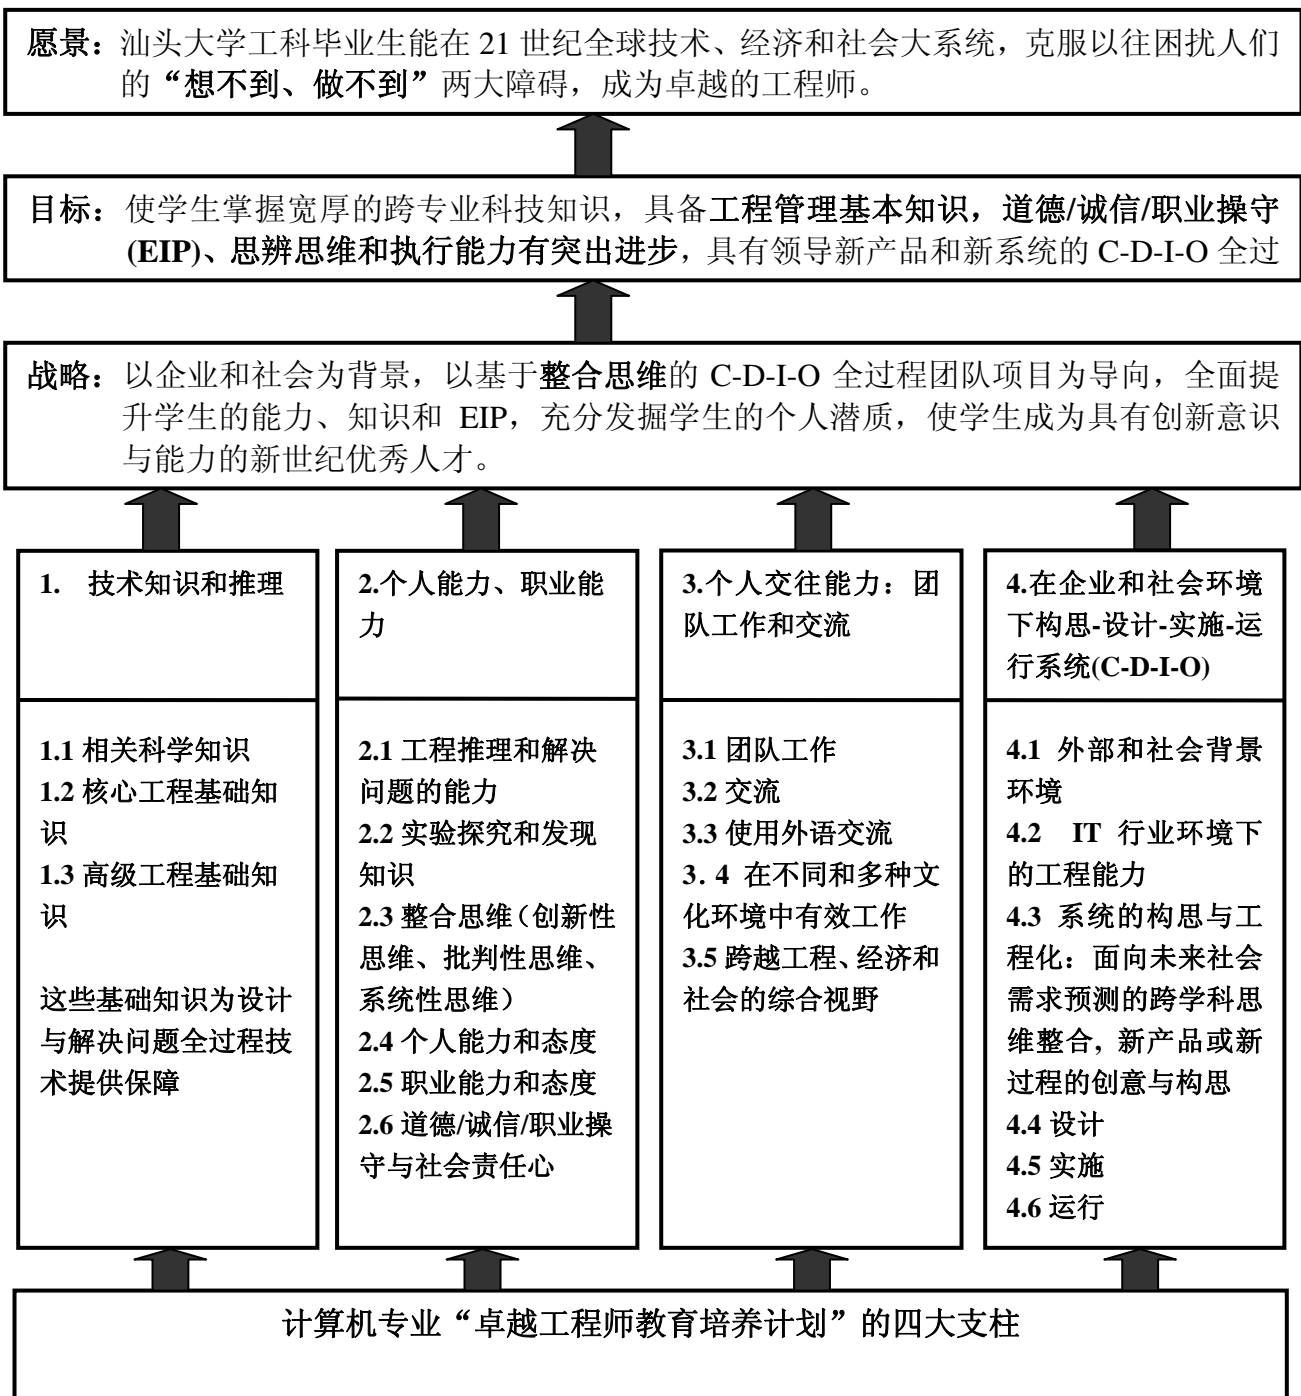 愿景：汕头大学工科毕业生能在 21 世纪全球技术、经济和社会大系统，克服以往困扰人们
的“想不到、做不到”两大障碍，成为卓越的工程师。
目标：使学生掌握宽厚的跨专业科技知识，具备工程管理基本知识，道德/诚信/职业操守
(EIP)、思辨思维和执行能力有突出进步，具有领导新产品和新系统的 C-D-I-O 全过
战略：以企业和社会为背景，以基于整合思维的 C-D-I-O 全过程团队项目为导向，全面提
升学生的能力、知识和 EIP，充分发掘学生的个人潜质，使学生成为具有创新意识
与能力的新世纪优秀人才。
1. 技术知识和推理
1.1 相关科学知识
1.2 核心工程基础知
识
1.3 高级工程基础知
识
这些基础知识为设计
与解决问题全过程技
术提供保障
2.个人能力、职业能
力
2.1 工程推理和解决
问题的能力
2.2 实验探究和发现
知识
2.3 整合思维（创新性
思维、批判性思维、
系统性思维）
2.4 个人能力和态度
2.5 职业能力和态度
2.6 道德/诚信/职业操
守与社会责任心
3.个人交往能力：团
队工作和交流
3.1 团队工作
3.2 交流
3.3 使用外语交流
3．4 在不同和多种文
化环境中有效工作
3.5 跨越工程、经济和
社会的综合视野
4.在企业和社会环境
下构思-设计-实施-运
行系统(C-D-I-O)
4.1 外部和社会背景
环境
4.2 IT 行业环境下
的工程能力
4.3 系统的构思与工
程化：面向未来社会
需求预测的跨学科思
维整合, 新产品或新
过程的创意与构思
4.4 设计
4.5 实施
4.6 运行
计算机专业“卓越工程师教育培养计划”的四大支柱